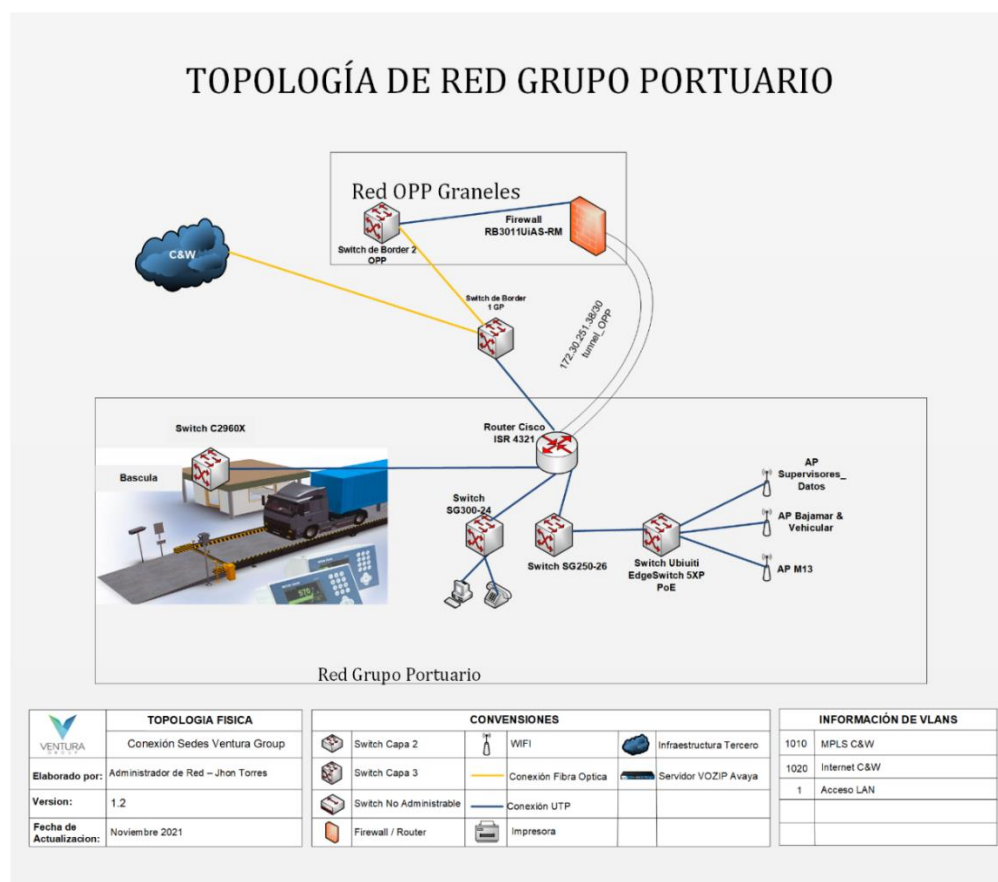 TOPOLOGÍA DE RED GRUPO PORTUARIO
Red OPP Graneles
Firewall
RB3011UiAS-RM
Switch de Border 2
OPP
C&W
Switch de Border
1 GP
172.30.251.38/30
tunnel_OPP
Switch C2960X
Router Cisco
ISR 4321
Bascula
AP
Supervisores_
Datos
Switch
SG300-24
AP Bajamar &
Vehicular
Switch SG250-26
Switch Ubiuiti
EdgeSwitch 5XP
PoE
AP M13
Red Grupo Portuario
VENTURA
GROUP
TOPOLOGIA FISICA
Conexión Sedes Ventura Group
Elaborado por:
Administrador de Red – Jhon Torres
Version:
1.2
Fecha de
Actualizacion:
Noviembre 2021
CONVENSIONES
Switch Capa 2
WIFI
Infraestructura Tercero
Switch Capa 3
Conexión Fibra Optica
Servidor VOZIP Avaya
Switch No Administrable
Conexión UTP
Firewall / Router
Impresora
INFORMACIÓN DE VLANS
1010 MPLS C&W
1020 Internet C&W
1 Acceso LAN